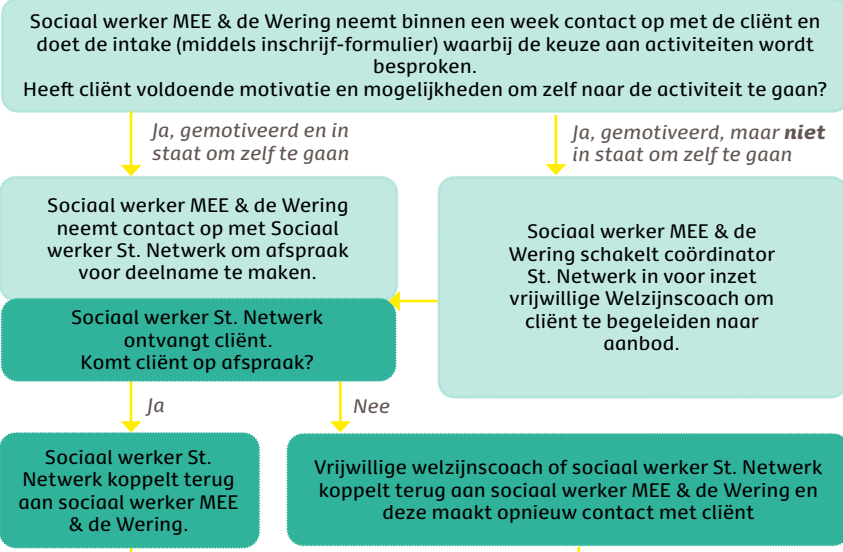 Sociaal werker MEE & de Wering neemt binnen een week contact op met de cliënt en
doet de intake (middels inschrijf-formulier) waarbij de keuze aan activiteiten wordt
besproken.
Heeft cliënt voldoende motivatie en mogelijkheden om zelf naar de activiteit te gaan?
Ja, gemotiveerd en in
staat om zelf te gaan
Ja, gemotiveerd, maar niet
in staat om zelf te gaan
Sociaal werker MEE & de Wering
neemt contact op met Sociaal
werker St. Netwerk om afspraak
voor deelname te maken.
Sociaal werker MEE & de
Wering schakelt coördinator
St. Netwerk in voor inzet
vrijwillige Welzijnscoach om
cliënt te begeleiden naar
aanbod.
Sociaal werker St. Netwerk
ontvangt cliënt.
Komt cliënt op afspraak?
Ja
Nee
Sociaal werker St.
Netwerk koppelt terug
aan sociaal werker MEE
& de Wering.
Vrijwillige welzijnscoach of sociaal werker St. Netwerk
koppelt terug aan sociaal werker MEE & de Wering en
deze maakt opnieuw contact met cliënt